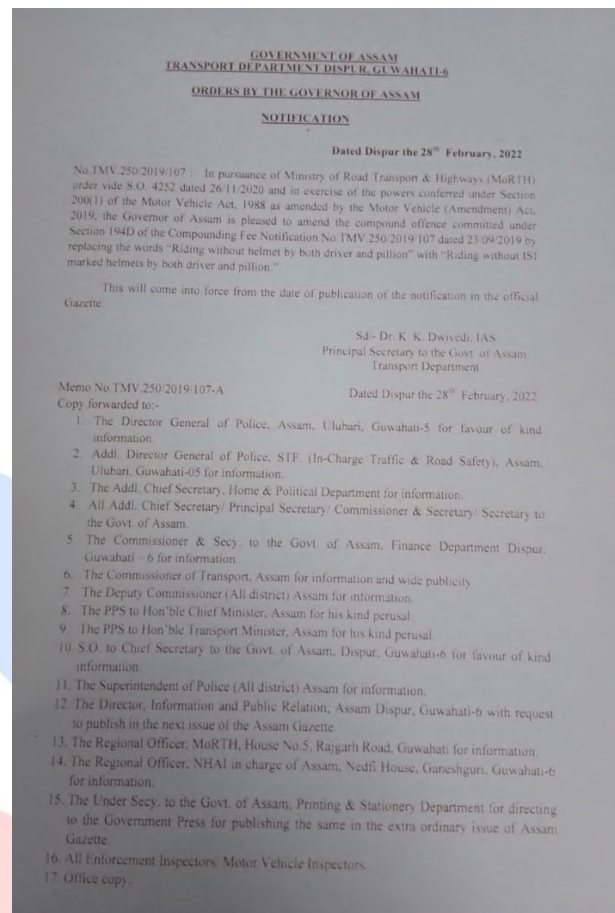 GOVERNMENT OF ASSAM
TRANSPORT DEPARTMENT DISPUR, GUWAHATI-6
ORDERS BY THE GOVERNOR OF ASSAM
NOTIFICATION
Dated Dispur the 28th February, 2022
No.TMV.250/2019/107 : In pursuance of Ministry of Road Transport & Highways (MoRTH)
order vide S.O. 4252 dated 26/11/2020 and in exercise of the powers conferred under Section
200(1) of the Motor Vehicle Act, 1988 as amended by the Motor Vehicle (Amendment) Act,
2019, the Governor of Assam is pleased to amend the compound offence committed under
Section 194D of the Compounding Fee Notification No.TMV.250/2019/107 dated 23/09/2019 by
replacing the words "Riding without helmet by both driver and pillion" with "Riding without ISI
marked helmets by both driver and pillion."
This will come into force from the date of publication of the notification in the official
Gazette.
Sd - Dr. K. K. Dwivedi, IAS
Principal Secretary to the Govt. of Assam
Transport Department
Memo No.TMV.250/2019/107-A Dated Dispur the 28th February, 2022
Copy forwarded to:-
1. The Director General of Police, Assam, Ulubari, Guwahati-5 for favour of kind
information.
2. Addl. Director General of Police, STF. (In-Charge Traffic & Road Safety), Assam,
Ulubari, Guwahati-05 for information.
3. The Addl. Chief Secretary, Home & Political Department for information.
4. All Addl. Chief Secretary/ Principal Secretary/ Commissioner & Secretary/ Secretary to
the Govt. of Assam.
5. The Commissioner & Secy. to the Govt. of Assam, Finance Department Dispur,
Guwahati – 6 for information.
6. The Commissioner of Transport, Assam for information and wide publicity
7. The Deputy Commissioner (All district) Assam for information.
8. The PPS to Hon'ble Chief Minister, Assam for his kind perusal
9. The PPS to Hon'ble Transport Minister, Assam for his kind perusal
10. S.O. to Chief Secretary to the Govt. of Assam, Dispur, Guwahati-6 for favour of kind
information.
11. The Superintendent of Police (All district) Assam for information.
12. The Director, Information and Public Relation, Assam Dispur, Guwahati-6 with request
to publish in the next issue of the Assam Gazette.
13. The Regional Officer, MoRTH, House No.5, Rajgarh Road, Guwahati for information.
14. The Regional Officer, NHAI in charge of Assam, Nedfi House, Ganeshguri, Guwahati-6
for information.
15. The Under Secy. to the Govt. of Assam, Printing & Stationery Department for directing
to the Government Press for publishing the same in the extra ordinary issue of Assam
Gazette.
16. All Enforcement Inspectors/ Motor Vehicle Inspectors.
17. Office copy.